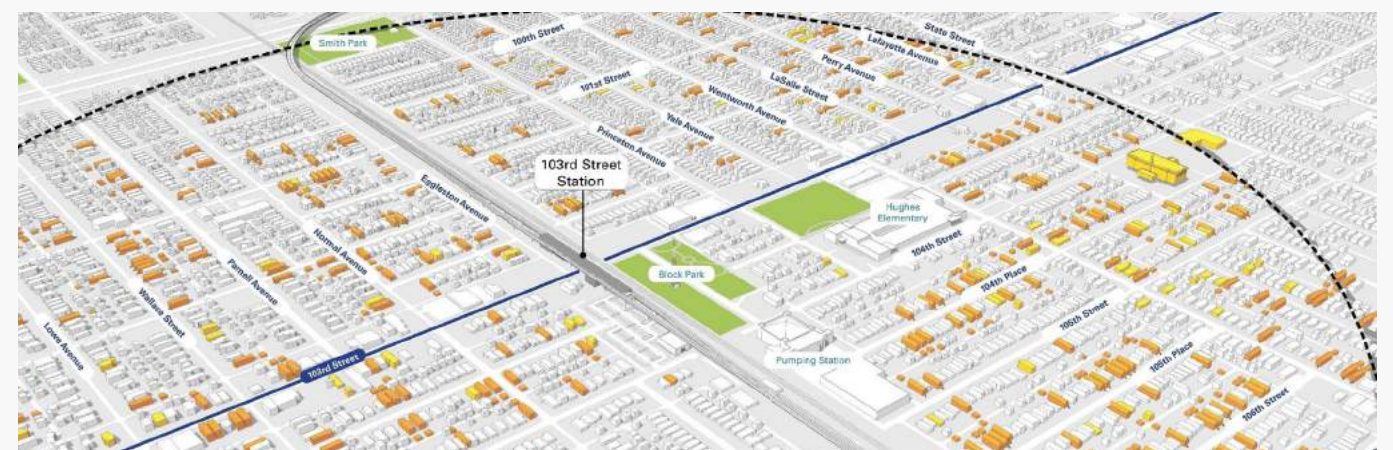 Smith Park
100th Street
State Street
Lafayette Avenue
Perry Avenue
LaSalle Street
101st Street
Wentworth Avenue
Yale Avenue
Princeton Avenue
103rd Street
Station
Eggleston Avenue
Hughes
Elementary
104th Street
Normal Avenue
Block Park
104th Place
Parnell Avenue
Wallace Street
105th Street
Lowe Avenue
103rd Street
Pumping Station
105th Place
106th Street